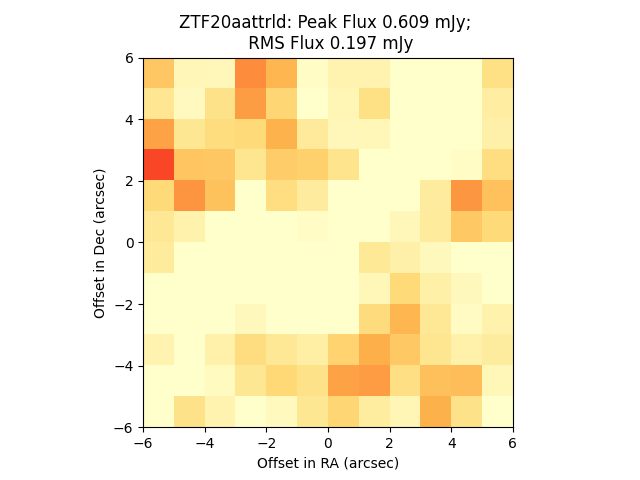 ZTF20aattrld: Peak Flux 0.609 mJy;
RMS Flux 0.197 mJy
6
4
2
0
−2
−4
−6
Offset in Dec (arcsec)
−6 −4 −2 0 2 4 6
Offset in RA (arcsec)